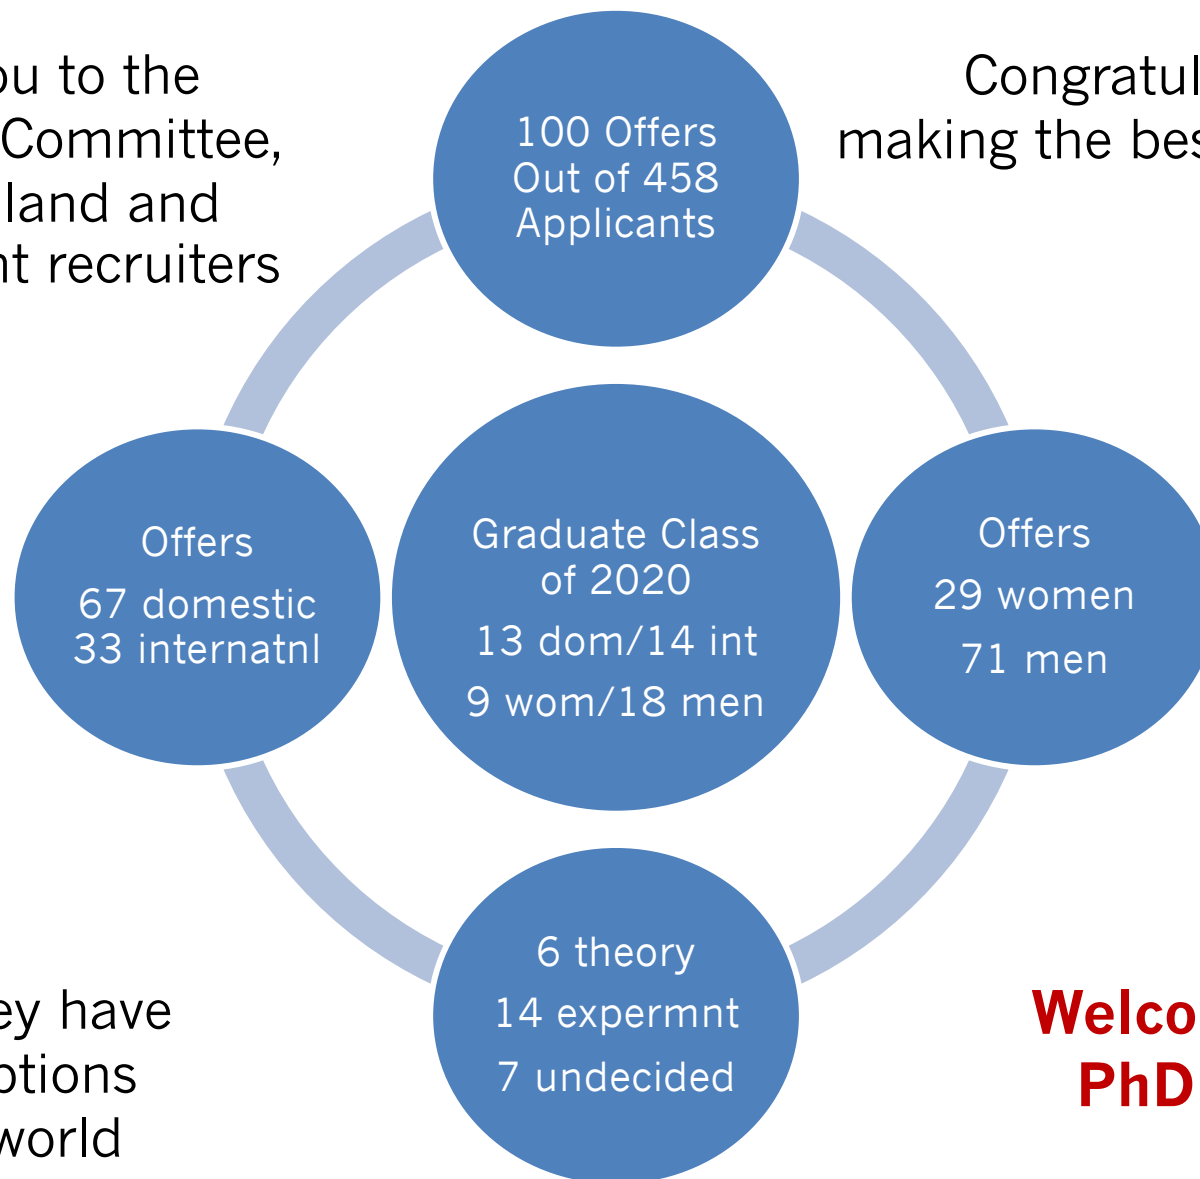 ou to the
Committee,
land and
nt recruiters
Congratul
making the bes
100 Offers
Out of 458
Applicants
Offers
67 domestic
33 internatnl
Graduate Class
of 2020
13 dom/14 int
9 wom/18 men
Offers
29 women
71 men
6 theory
14 expermnt
7 undecided
ey have
ptions
world
Welco
PhD